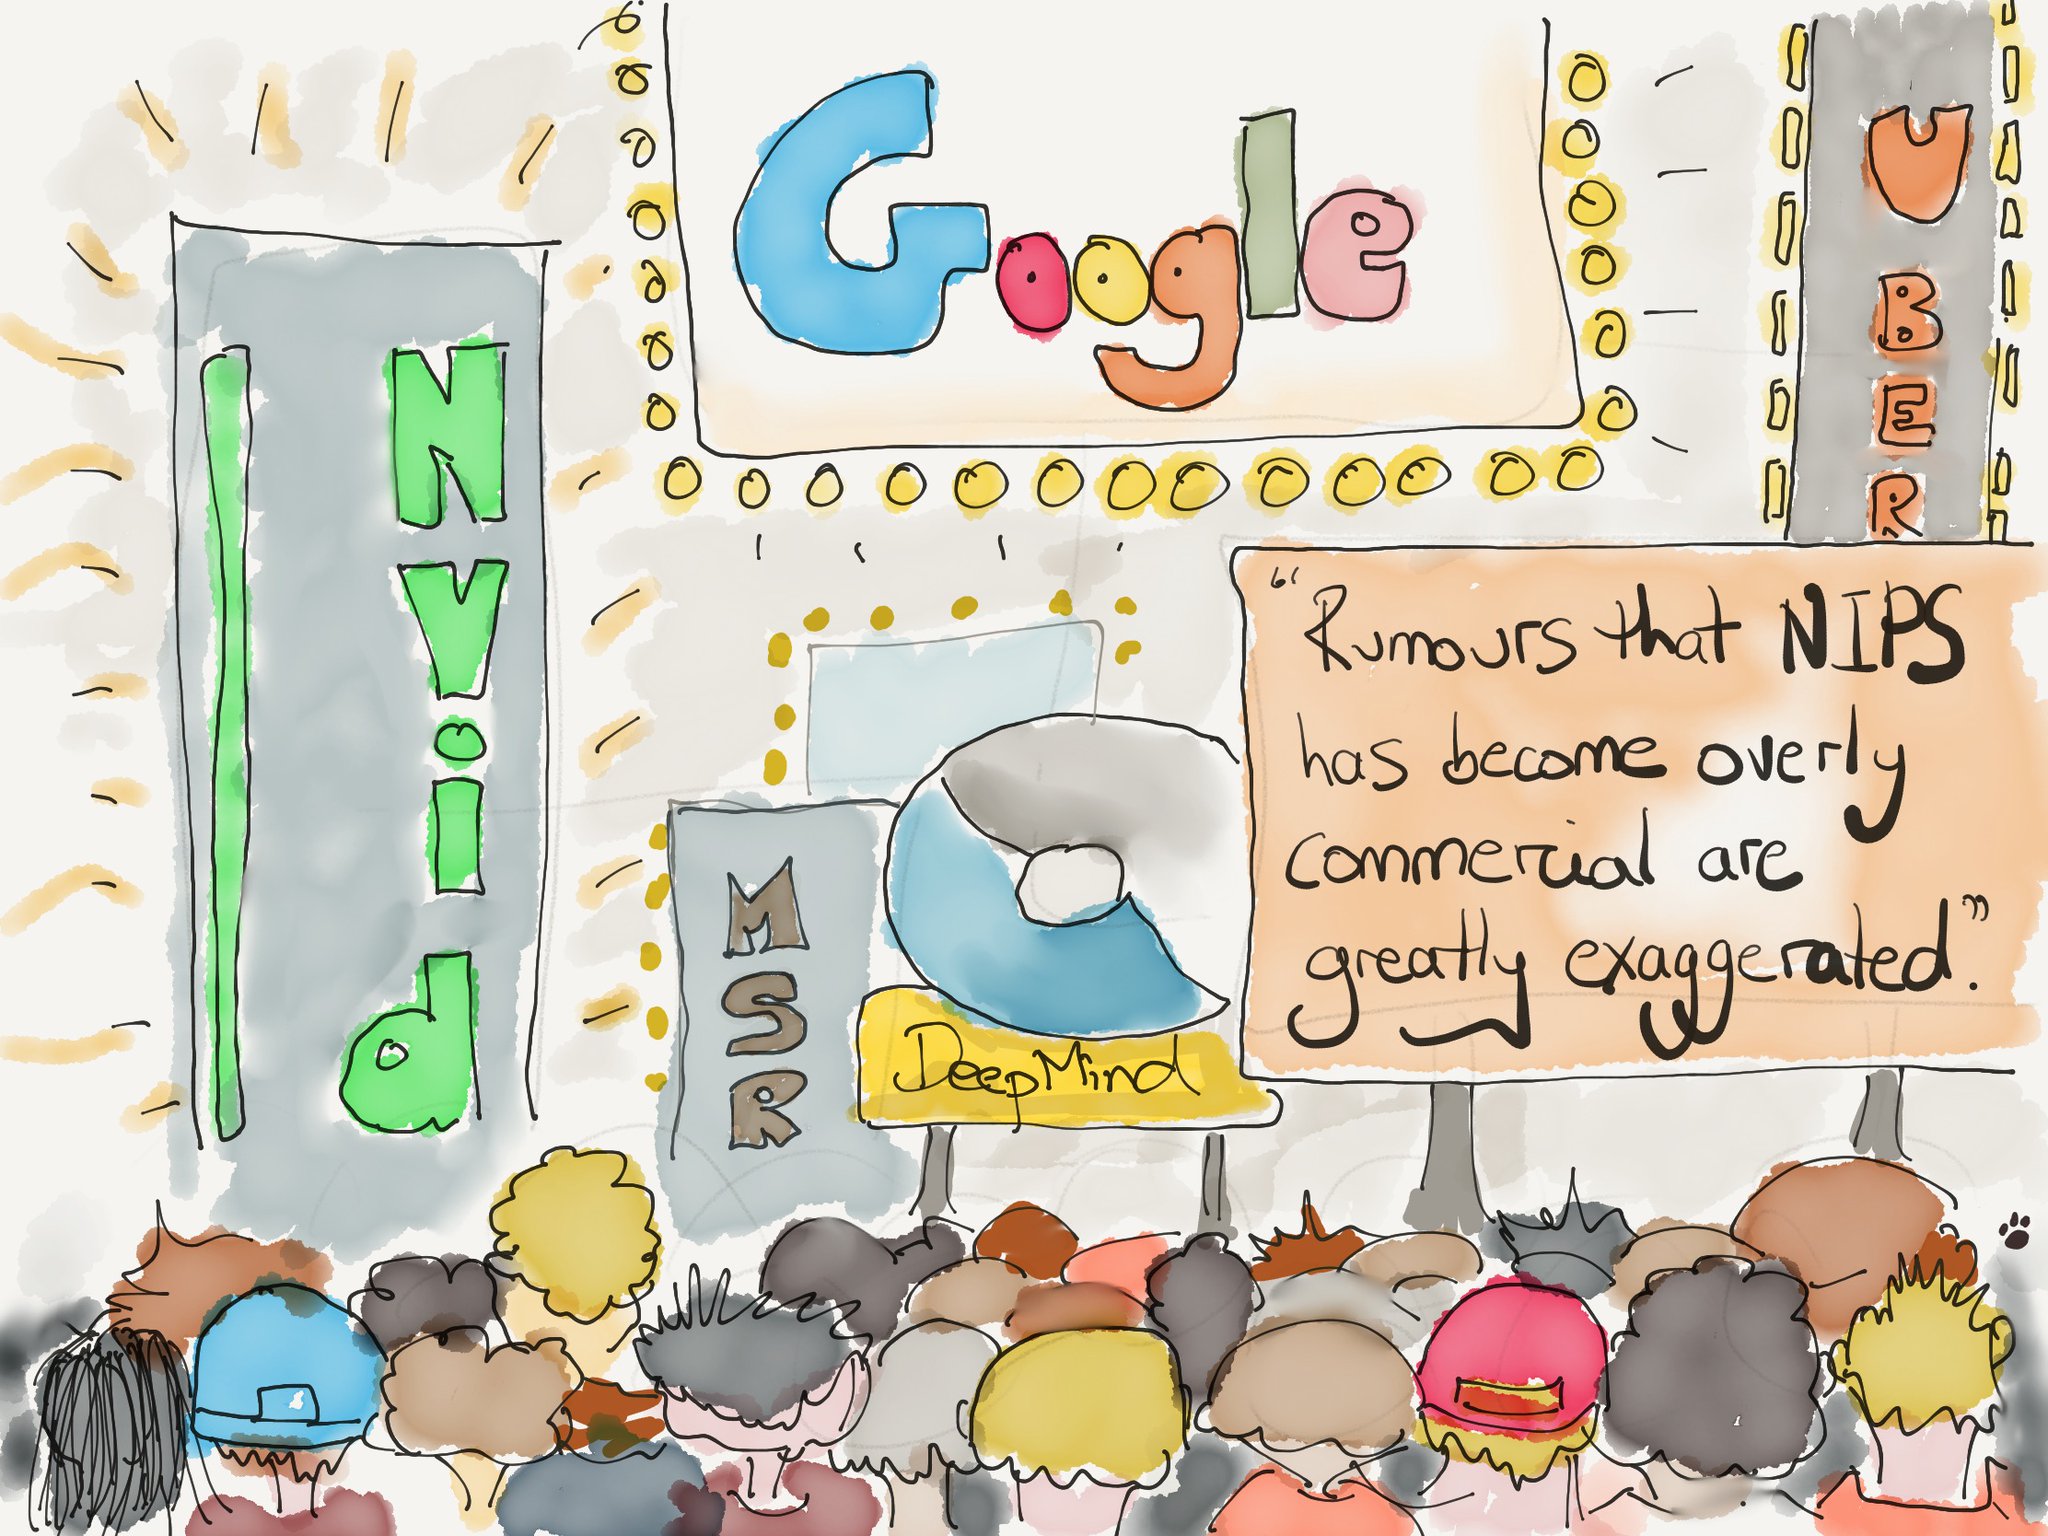 Google
UBER
Nvid
MSR
DeepMind
"Rumours that NIPS
has become overly
commercial are
greatly exaggerated."